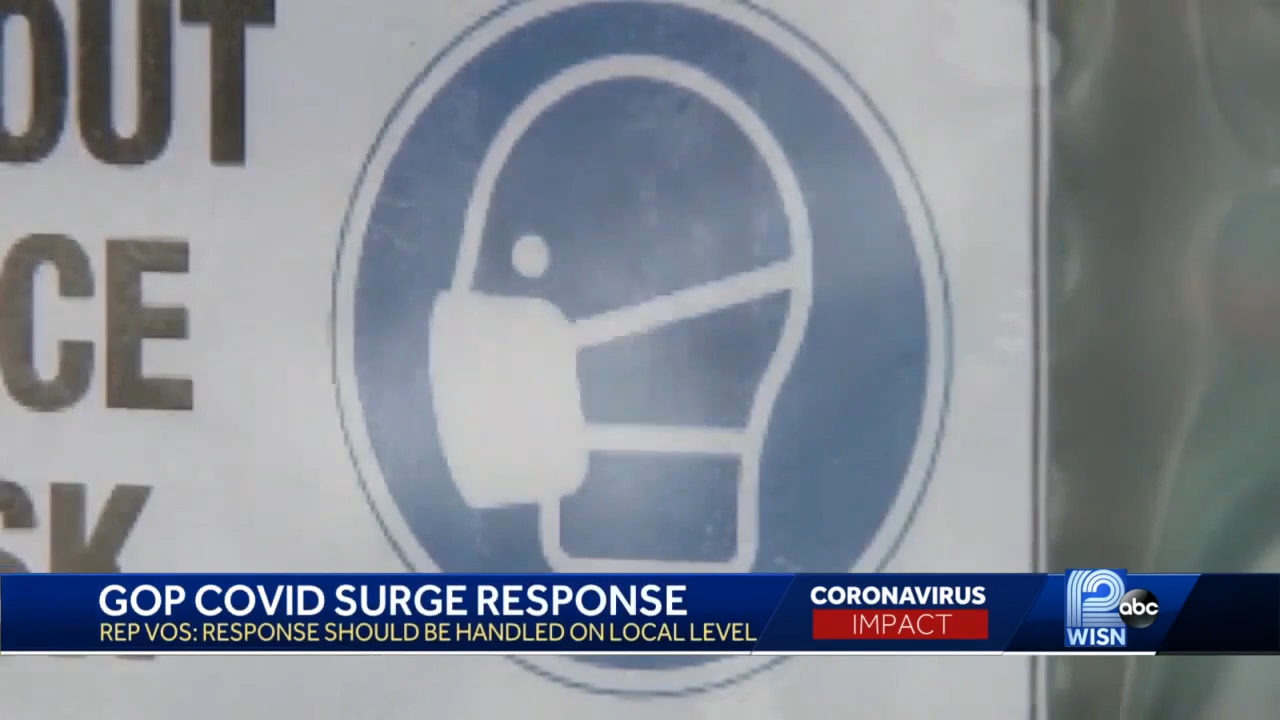 OUT
CE
SK
GOP COVID SURGE RESPONSE
REP VOS: RESPONSE SHOULD BE HANDLED ON LOCAL LEVEL
CORONAVIRUS
IMPACT
12
abc
WISN